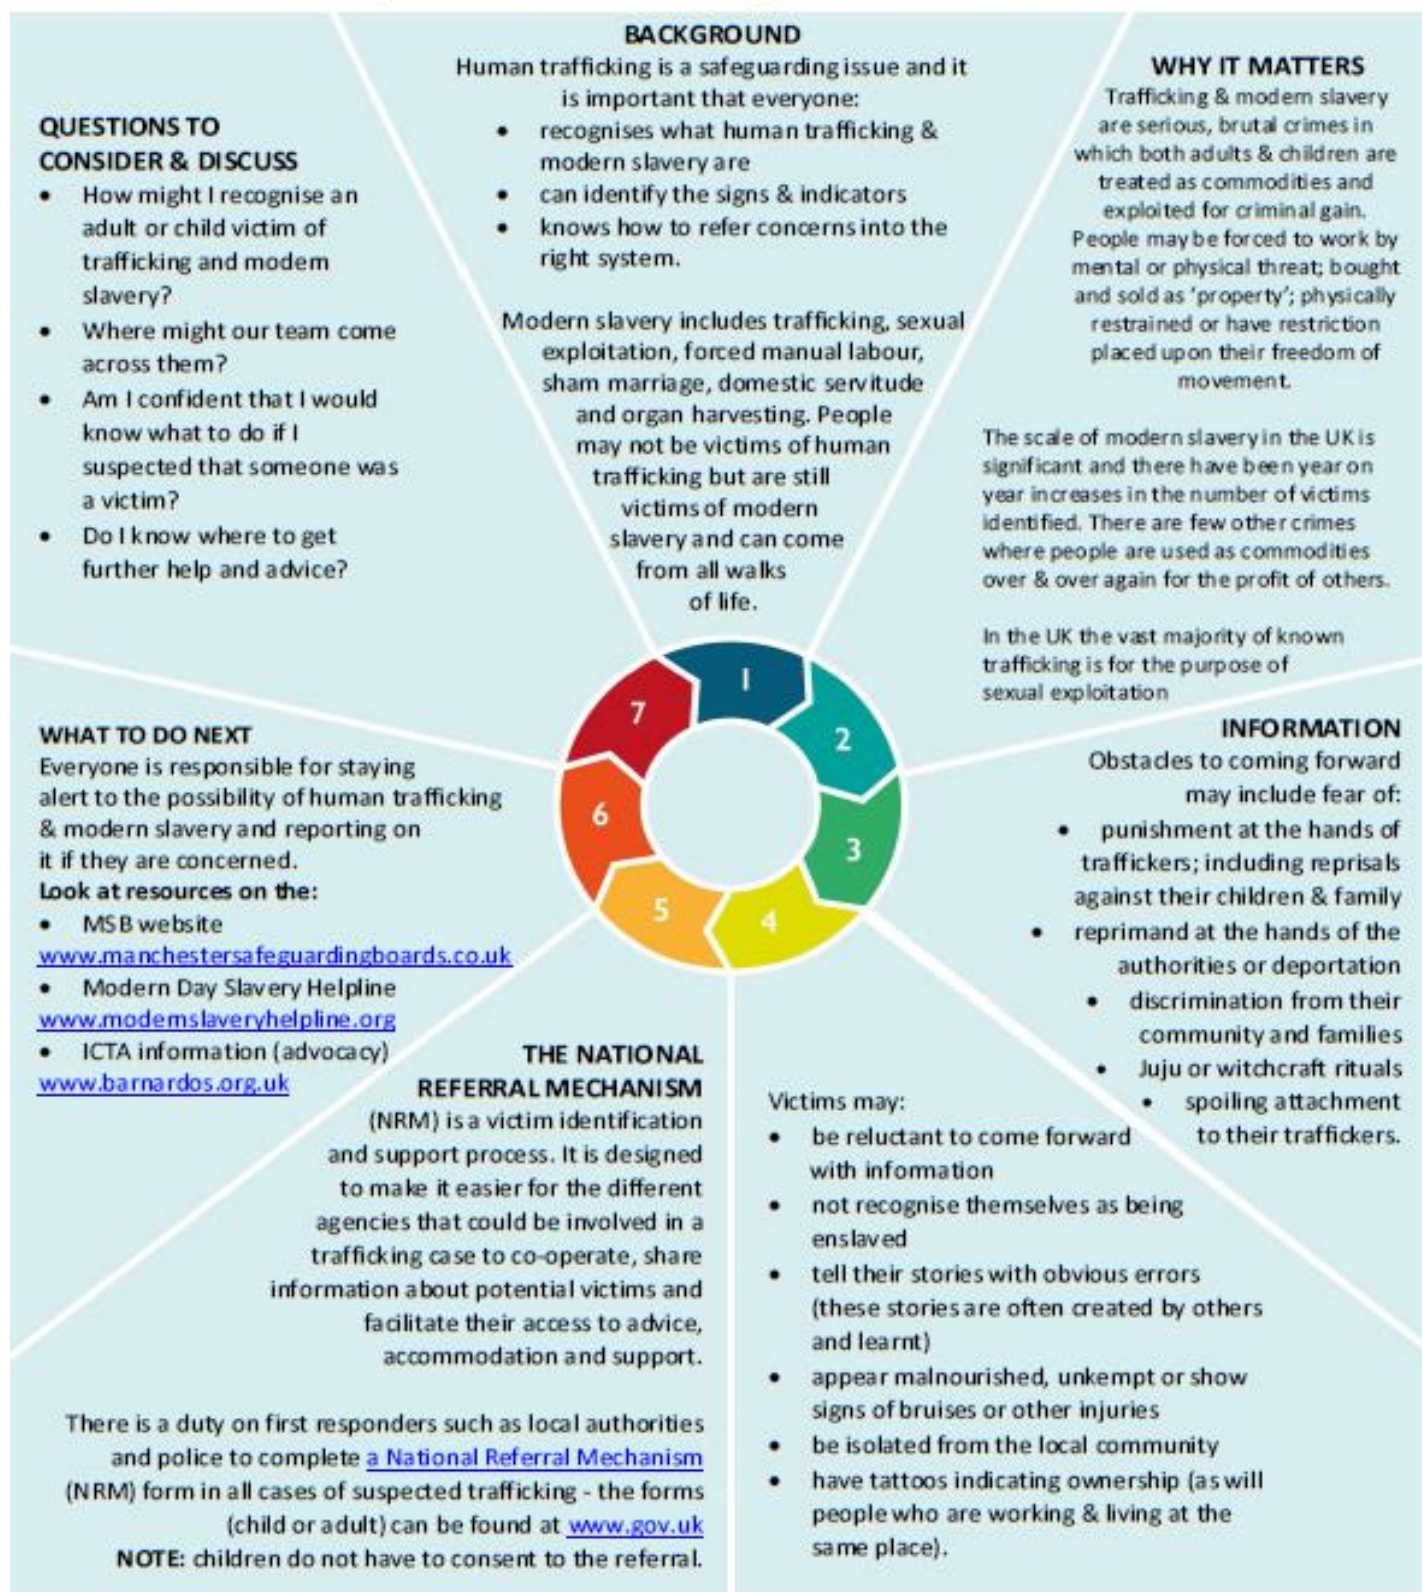 BACKGROUND
Human trafficking is a safeguarding issue and it
is important that everyone:
• recognises what human trafficking &
modern slavery are
• can identify the signs & indicators
• knows how to refer concerns into the
right system.
Modern slavery includes trafficking, sexual
exploitation, forced manual labour,
sham marriage, domestic servitude
and organ harvesting. People
may not be victims of human
trafficking but are still
victims of modern
slavery and can come
from all walks
of life.
WHY IT MATTERS
Trafficking & modern slavery
are serious, brutal crimes in
which both adults & children are
treated as commodities and
exploited for criminal gain.
People may be forced to work by
mental or physical threat; bought
and sold as ‘property’; physically
restrained or have restriction
placed upon their freedom of
movement.
The scale of modern slavery in the UK is
significant and there have been year on
year increases in the number of victims
identified. There are few other crimes
where people are used as commodities
over & over again for the profit of others.
In the UK the vast majority of known
trafficking is for the purpose of
sexual exploitation
INFORMATION
Obstacles to coming forward
may include fear of:
• punishment at the hands of
traffickers; including reprisals
against their children & family
• reprimand at the hands of the
authorities or deportation
• discrimination from their
community and families
• Juju or witchcraft rituals
• spoiling attachment
to their traffickers.
Victims may:
• be reluctant to come forward
with information
• not recognise themselves as being
enslaved
• tell their stories with obvious errors
(these stories are often created by others
and learnt)
• appear malnourished, unkempt or show
signs of bruises or other injuries
• be isolated from the local community
• have tattoos indicating ownership (as will
people who are working & living at the
same place).
THE NATIONAL
REFERRAL MECHANISM
(NRM) is a victim identification
and support process. It is designed
to make it easier for the different
agencies that could be involved in a
trafficking case to co-operate, share
information about potential victims and
facilitate their access to advice,
accommodation and support.
There is a duty on first responders such as local authorities
and police to complete a National Referral Mechanism
(NRM) form in all cases of suspected trafficking - the forms
(child or adult) can be found at www.gov.uk
NOTE: children do not have to consent to the referral.
WHAT TO DO NEXT
Everyone is responsible for staying
alert to the possibility of human trafficking
& modern slavery and reporting on
it if they are concerned.
Look at resources on the:
• MSB website
www.manchestersafeguardingboards.co.uk
• Modern Day Slavery Helpline
www.modernslaveryhelpline.org
• ICTA information (advocacy)
www.barnardos.org.uk
QUESTIONS TO
CONSIDER & DISCUSS
• How might I recognise an
adult or child victim of
trafficking and modern
slavery?
• Where might our team come
across them?
• Am I confident that I would
know what to do if I
suspected that someone was
a victim?
• Do I know where to get
further help and advice?
1
2
3
4
5
6
7